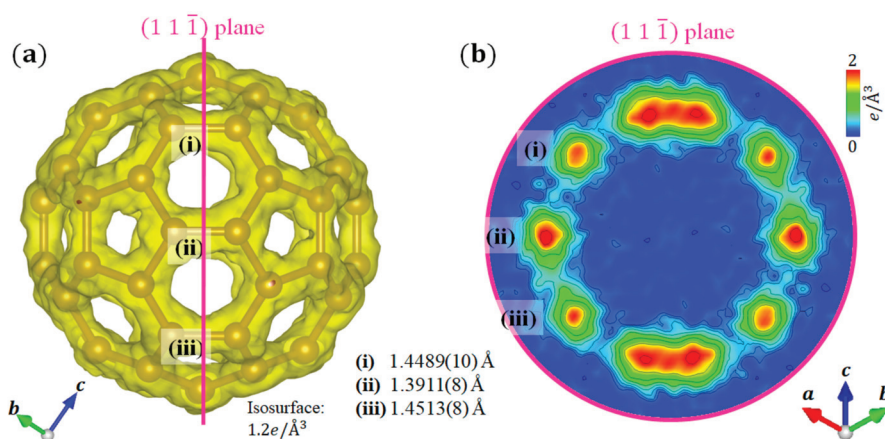 (1 1 1̅) plane
(a)
(i)
(ii)
(iii)
b
c
Isosurface:
1.2e/Å³
(i) 1.4489(10) Å
(ii) 1.3911(8) Å
(iii) 1.4513(8) Å
(1 1 1̅) plane
(b)
2
e/Å³
0
(i)
(ii)
(iii)
a
c
b